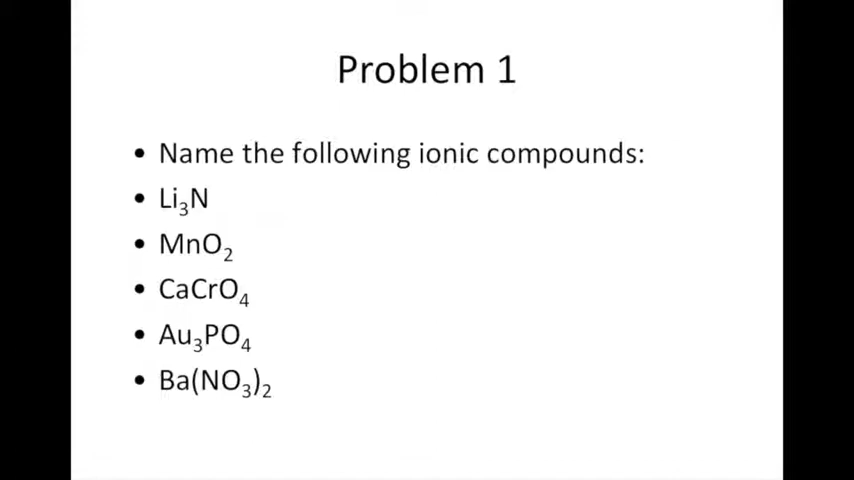 Problem 1
• Name the following ionic compounds:
• Li₃N
• MnO₂
• CaCrO₄
• Au₃PO₄
• Ba(NO₃)₂